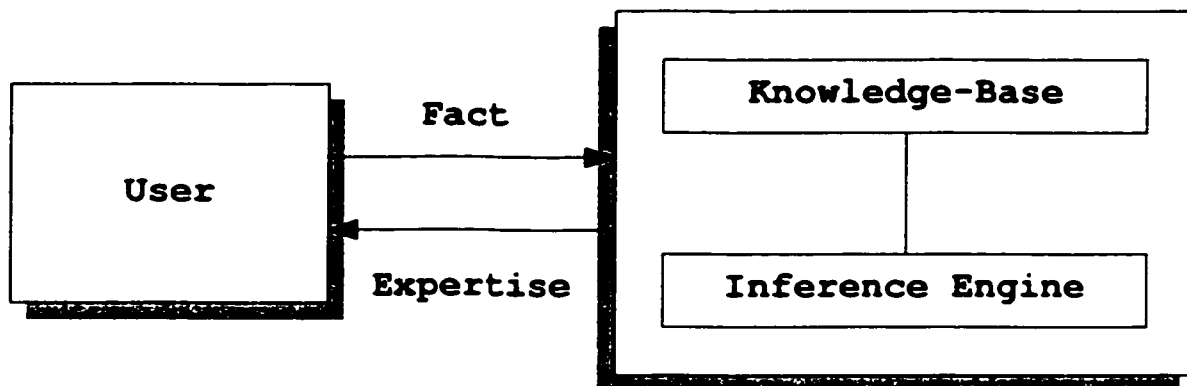 Knowledge-Base
Fact
User
Expertise
Inference Engine